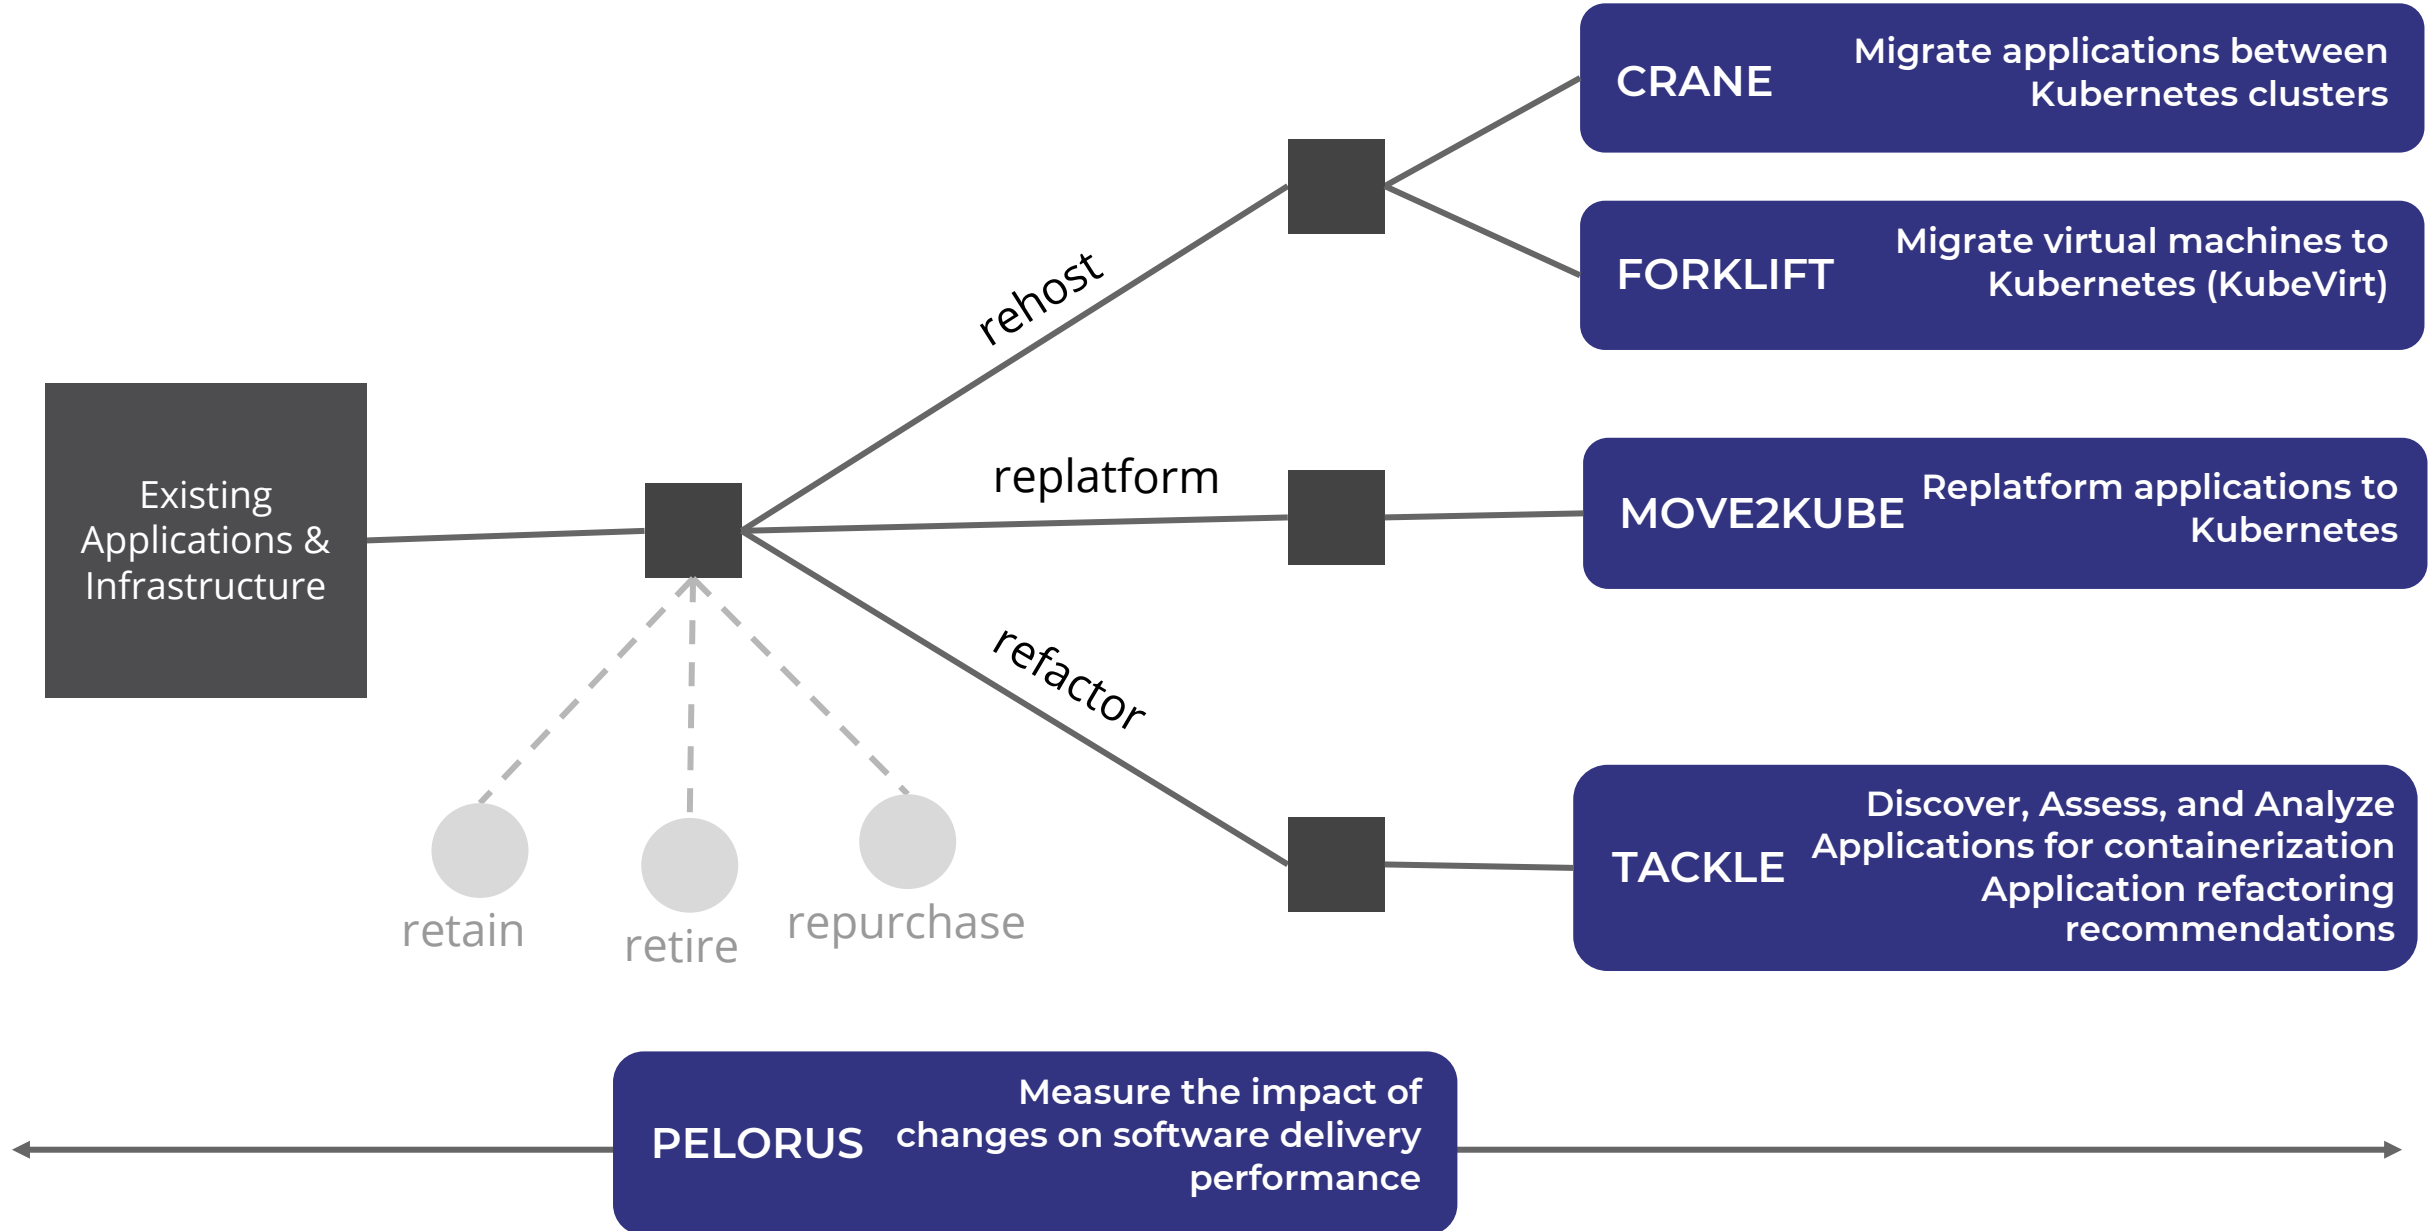 CRANE
Migrate applications between
Kubernetes clusters
FORKLIFT
Migrate virtual machines to
Kubernetes (KubeVirt)
rehost
Existing
Applications &
Infrastructure
replatform
MOVE2KUBE
Replatform applications to
Kubernetes
refactor
TACKLE
Discover, Assess, and Analyze
Applications for containerization
Application refactoring
recommendations
retain
retire
repurchase
PELORUS
Measure the impact of
changes on software delivery
performance